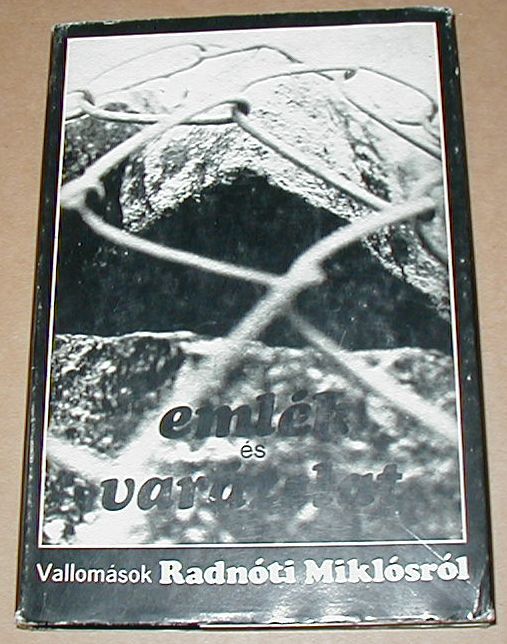 emlék
és
varázslat
Vallomások Radnóti Miklósról